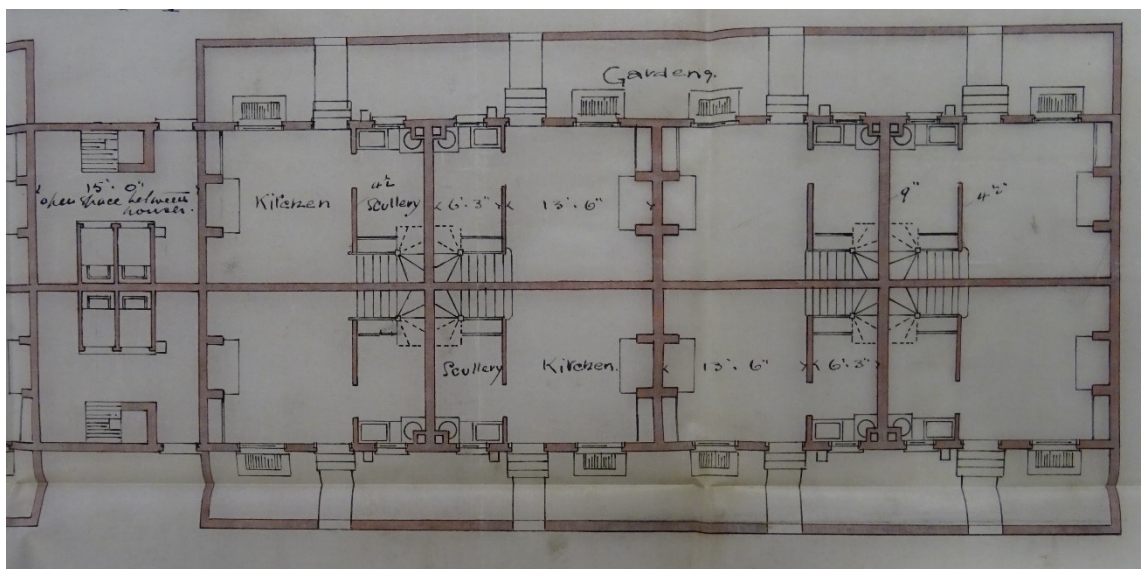 Gardens.
15'. 0"
open space between
houses.
Kitchen
4½
Scullery
6'. 3"
13'. 6"
9"
4½"
Scullery
Kitchen.
13'. 6"
6'. 3"